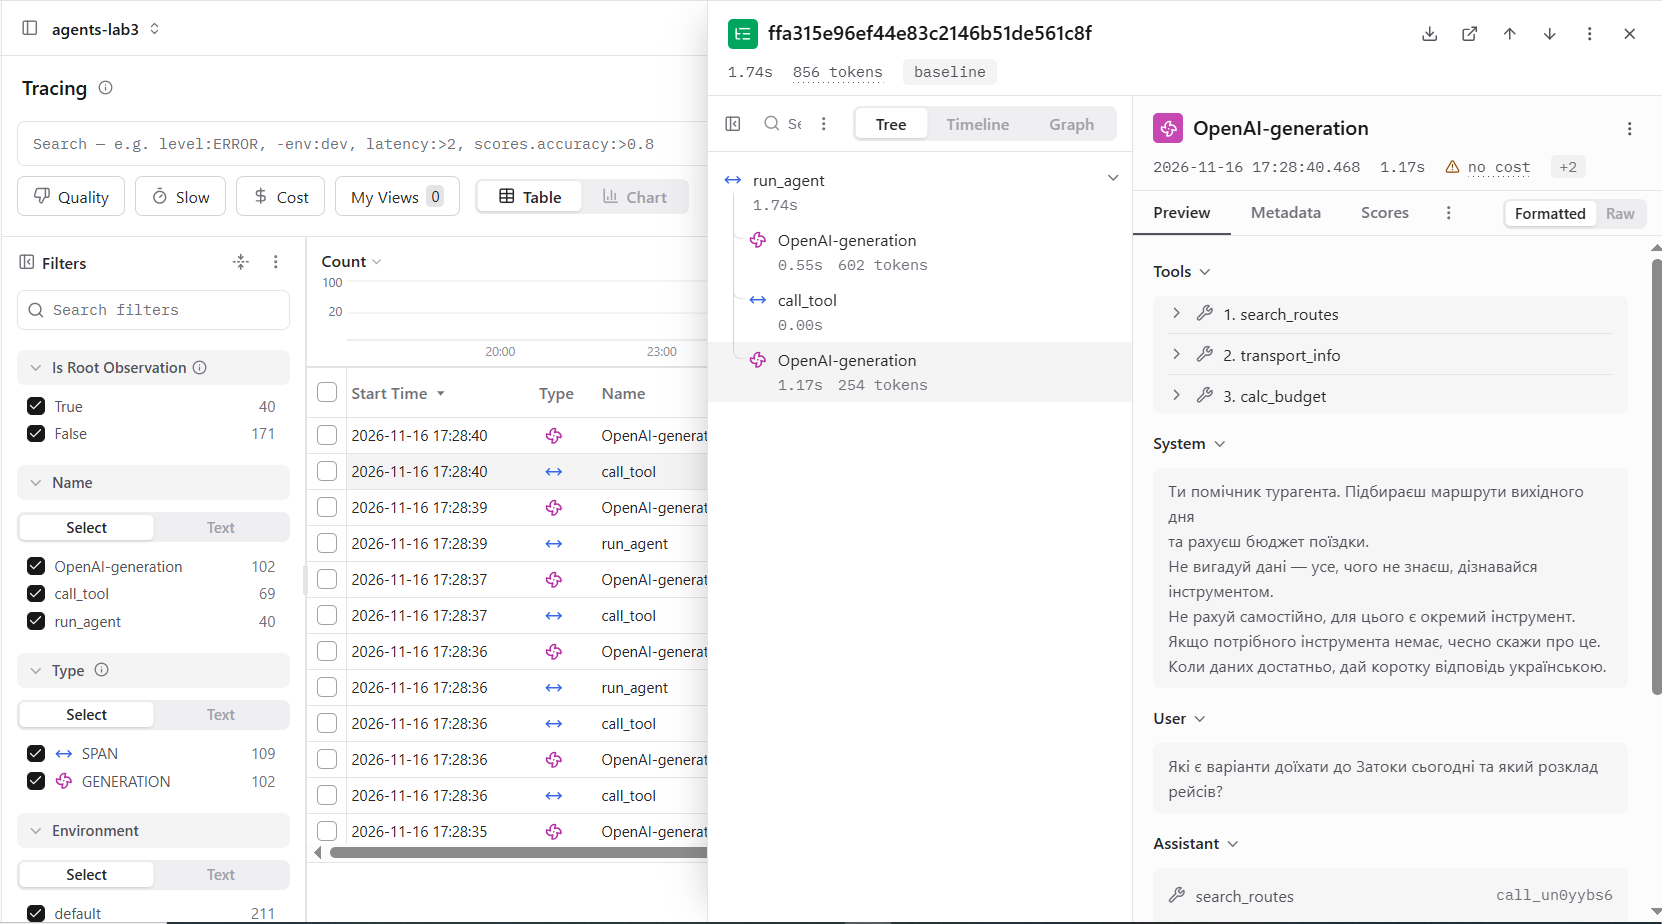 agents-lab3
Tracing
Search — e.g. level:ERROR, -env:dev, latency:>2, scores.accuracy:>0.8
Quality
Slow
Cost
My Views 0
Table
Chart
Filters
Search filters
Is Root Observation
True 40
False 171
Name
Select Text
OpenAI-generation 102
call_tool 69
run_agent 40
Type
Select Text
SPAN 109
GENERATION 102
Environment
Select Text
default 211
Count
100
20
20:00 23:00
Start Time Type Name
2026-11-16 17:28:40 OpenAI-generat
2026-11-16 17:28:40 call_tool
2026-11-16 17:28:39 OpenAI-generat
2026-11-16 17:28:39 run_agent
2026-11-16 17:28:37 OpenAI-generat
2026-11-16 17:28:37 call_tool
2026-11-16 17:28:36 OpenAI-generat
2026-11-16 17:28:36 run_agent
2026-11-16 17:28:36 call_tool
2026-11-16 17:28:36 OpenAI-generat
2026-11-16 17:28:36 call_tool
2026-11-16 17:28:35 OpenAI-generat
ffa315e96ef44e83c2146b51de561c8f
1.74s 856 tokens baseline
Se
Tree Timeline Graph
run_agent
1.74s
OpenAI-generation
0.55s 602 tokens
call_tool
0.00s
OpenAI-generation
1.17s 254 tokens
OpenAI-generation
2026-11-16 17:28:40.468 1.17s no cost +2
Preview Metadata Scores Formatted Raw
Tools
1. search_routes
2. transport_info
3. calc_budget
System
Ти помічник турагента. Підбираєш маршрути вихідного
дня
та рахуєш бюджет поїздки.
Не вигадуй дані — усе, чого не знаєш, дізнавайся
інструментом.
Не рахуй самостійно, для цього є окремий інструмент.
Якщо потрібного інструмента немає, чесно скажи про це.
Коли даних достатньо, дай коротку відповідь українською.
User
Які є варіанти доїхати до Затоки сьогодні та який розклад
рейсів?
Assistant
search_routes call_un0yybs6